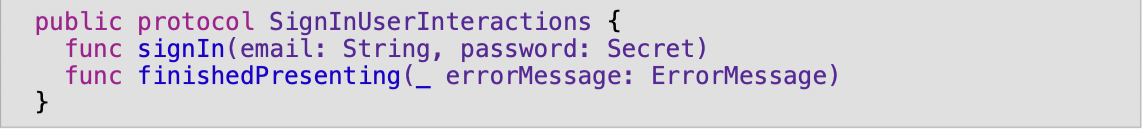 public protocol SignInUserInteractions {
  func signIn(email: String, password: Secret)
  func finishedPresenting(_ errorMessage: ErrorMessage)
}